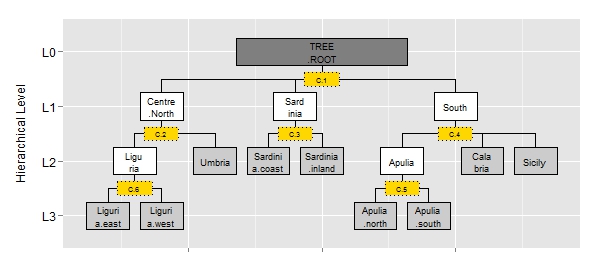 Hierarchical Level
L0
TREE
.ROOT
C.1
L1
Centre
.North
Sard
inia
South
C.2
C.3
C.4
L2
Ligu
ria
Umbria
Sardini
a.coast
Sardinia
.inland
Apulia
Cala
bria
Sicily
C.6
C.5
L3
Liguri
a.east
Liguri
a.west
Apulia
.north
Apulia
.south